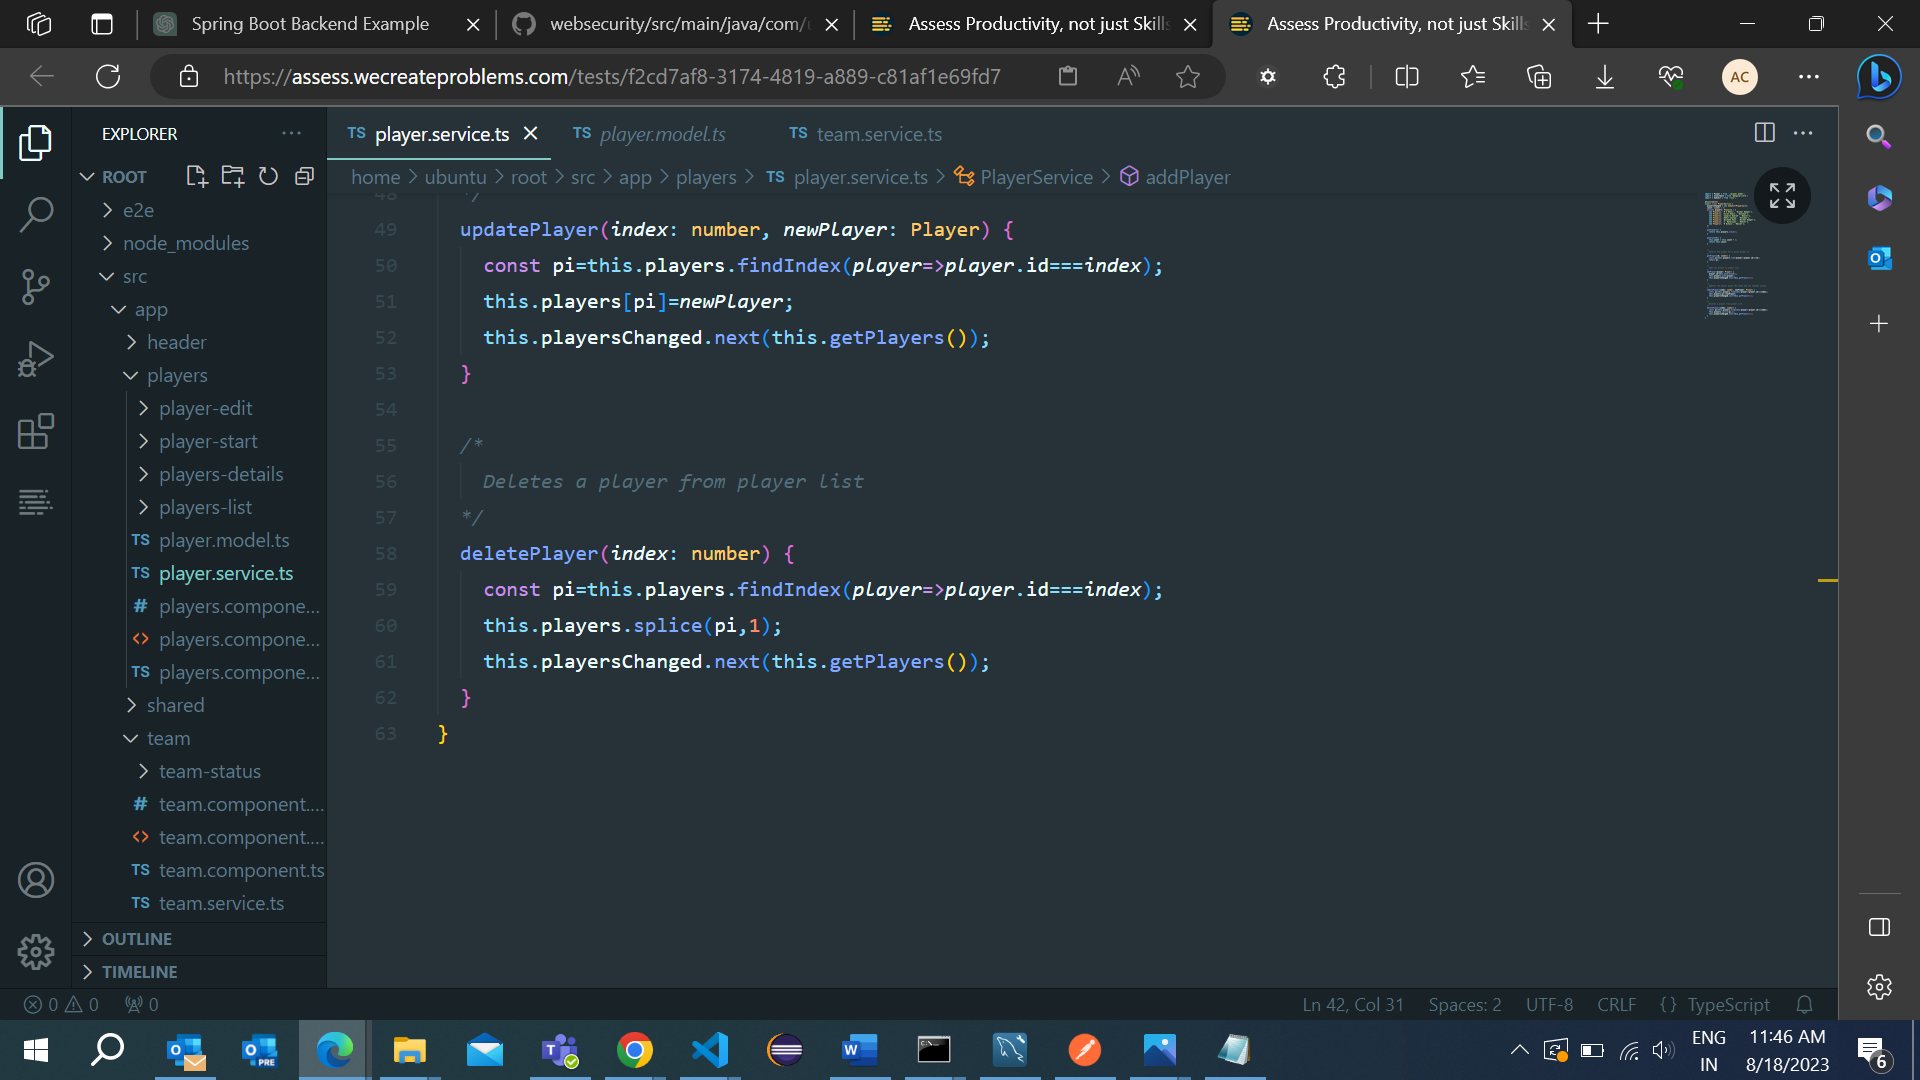 Spring Boot Backend Example
websecurity/src/main/java/com/u
Assess Productivity, not just Skills
Assess Productivity, not just Skills
https://assess.wecreateproblems.com/tests/f2cd7af8-3174-4819-a889-c81af1e69fd7
AC
EXPLORER
ROOT
e2e
node_modules
src
app
header
players
player-edit
player-start
players-details
players-list
TS player.model.ts
TS player.service.ts
# players.compone...
<> players.compone...
TS players.compone...
shared
team
team-status
# team.component....
<> team.component....
TS team.component.ts
TS team.service.ts
OUTLINE
TIMELINE
TS player.service.ts
TS player.model.ts
TS team.service.ts
home > ubuntu > root > src > app > players > TS player.service.ts > PlayerService > addPlayer
48 */
49 updatePlayer(index: number, newPlayer: Player) {
50 const pi=this.players.findIndex(player=>player.id===index);
51 this.players[pi]=newPlayer;
52 this.playersChanged.next(this.getPlayers());
53 }
54
55 /*
56 Deletes a player from player list
57 */
58 deletePlayer(index: number) {
59 const pi=this.players.findIndex(player=>player.id===index);
60 this.players.splice(pi,1);
61 this.playersChanged.next(this.getPlayers());
62 }
63 }
0 0 0
Ln 42, Col 31 Spaces: 2 UTF-8 CRLF {} TypeScript
ENG
IN
11:46 AM
8/18/2023
6